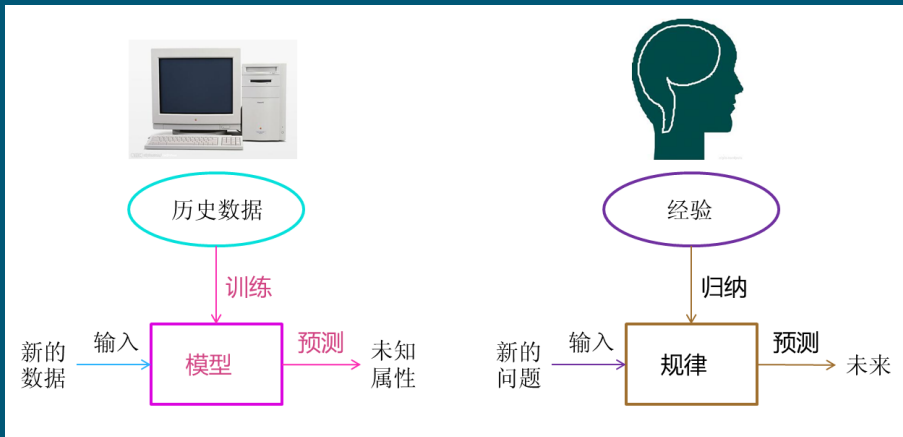 历史数据
训练
新的
数据
输入
模型
预测
未知
属性
经验
归纳
新的
问题
输入
规律
预测
未来